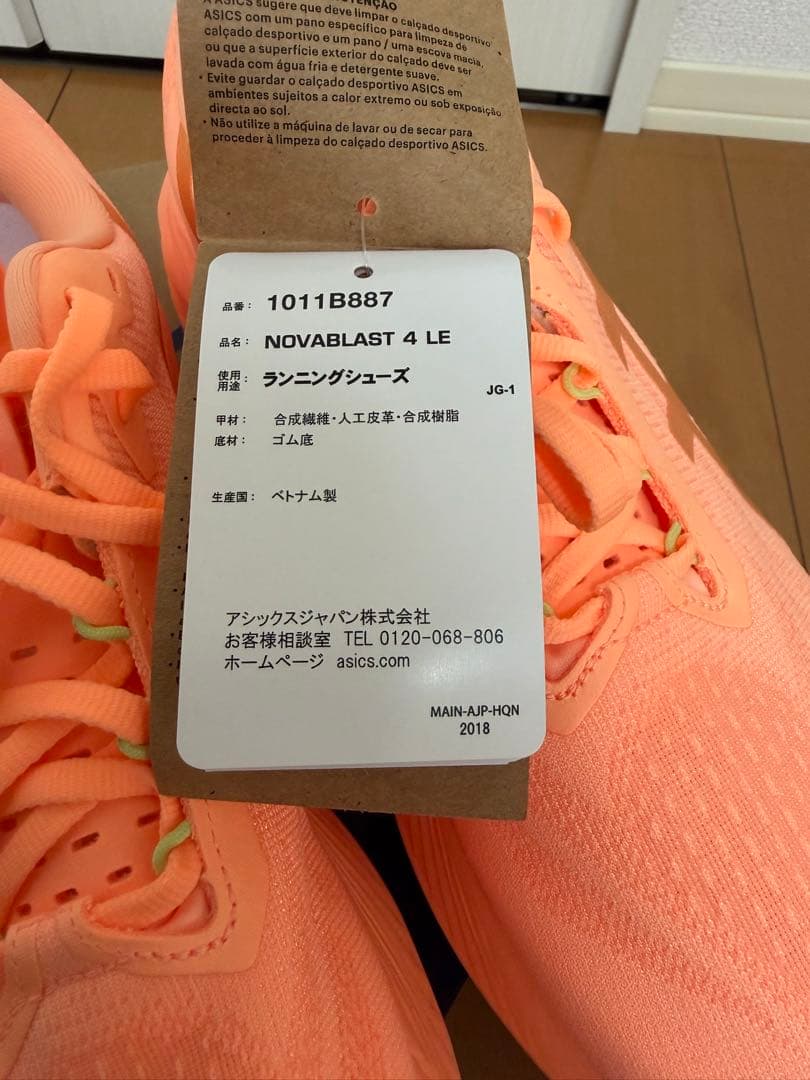 ASICS sugere que deve limpar o calçado desportivo
ASICS com um pano específico para limpeza de
calçado desportivo e um pano / uma escova macia,
ou que a superfície exterior do calçado deve ser
lavada com água fria e detergente suave.
• Evite guardar o calçado desportivo ASICS em
ambientes sujeitos a calor extremo ou sob exposição
directa ao sol.
• Não utilize a máquina de lavar ou de secar para
proceder à limpeza do calçado desportivo ASICS.
品番: 1011B887
品名: NOVABLAST 4 LE
使用用途: ランニングシューズ
JG-1
甲材: 合成繊維・人工皮革・合成樹脂
底材: ゴム底
生産国: ベトナム製
アシックスジャパン株式会社
お客様相談室 TEL 0120-068-806
ホームページ asics.com
MAIN-AJP-HQN
2018